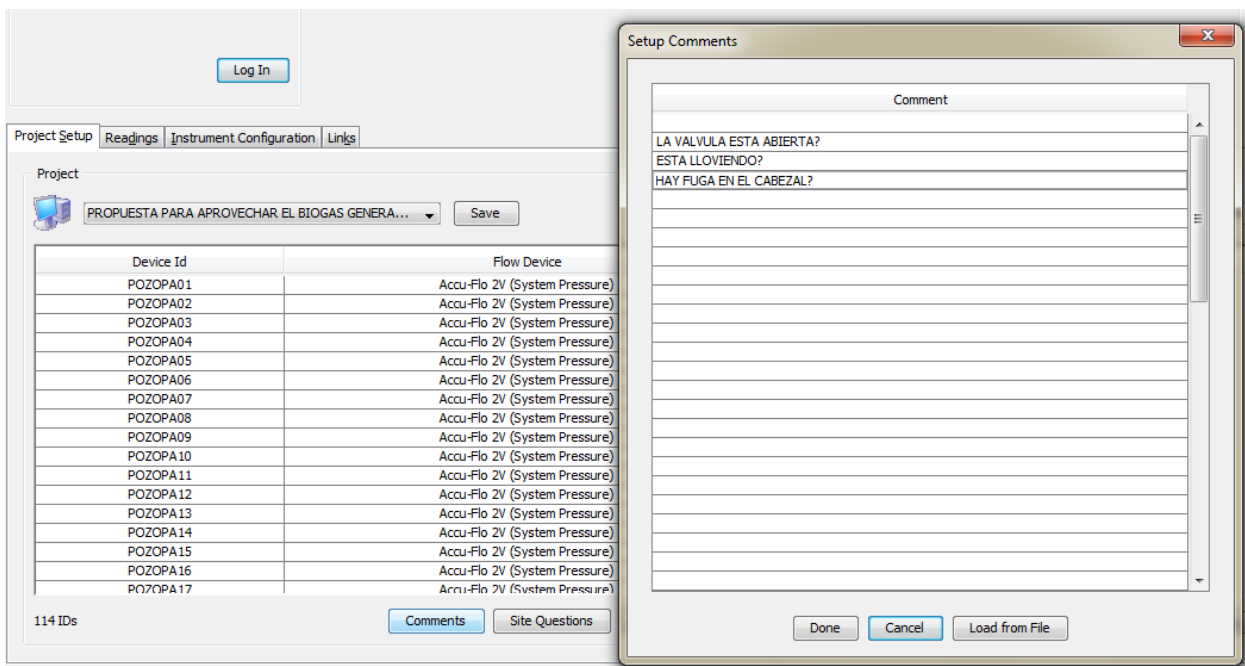 Log In
Project Setup Readings Instrument Configuration Links
Project
PROPUESTA PARA APROVECHAR EL BIOGAS GENERA... Save
Device Id Flow Device
POZOPA01 Accu-Flo 2V (System Pressure)
POZOPA02 Accu-Flo 2V (System Pressure)
POZOPA03 Accu-Flo 2V (System Pressure)
POZOPA04 Accu-Flo 2V (System Pressure)
POZOPA05 Accu-Flo 2V (System Pressure)
POZOPA06 Accu-Flo 2V (System Pressure)
POZOPA07 Accu-Flo 2V (System Pressure)
POZOPA08 Accu-Flo 2V (System Pressure)
POZOPA09 Accu-Flo 2V (System Pressure)
POZOPA10 Accu-Flo 2V (System Pressure)
POZOPA11 Accu-Flo 2V (System Pressure)
POZOPA12 Accu-Flo 2V (System Pressure)
POZOPA13 Accu-Flo 2V (System Pressure)
POZOPA14 Accu-Flo 2V (System Pressure)
POZOPA15 Accu-Flo 2V (System Pressure)
POZOPA16 Accu-Flo 2V (System Pressure)
POZOPA17 Accu-Flo 2V (System Pressure)
114 IDs Comments Site Questions
Setup Comments
Comment
LA VALVULA ESTA ABIERTA?
ESTA LLOVIENDO?
HAY FUGA EN EL CABEZAL?
Done Cancel Load from File